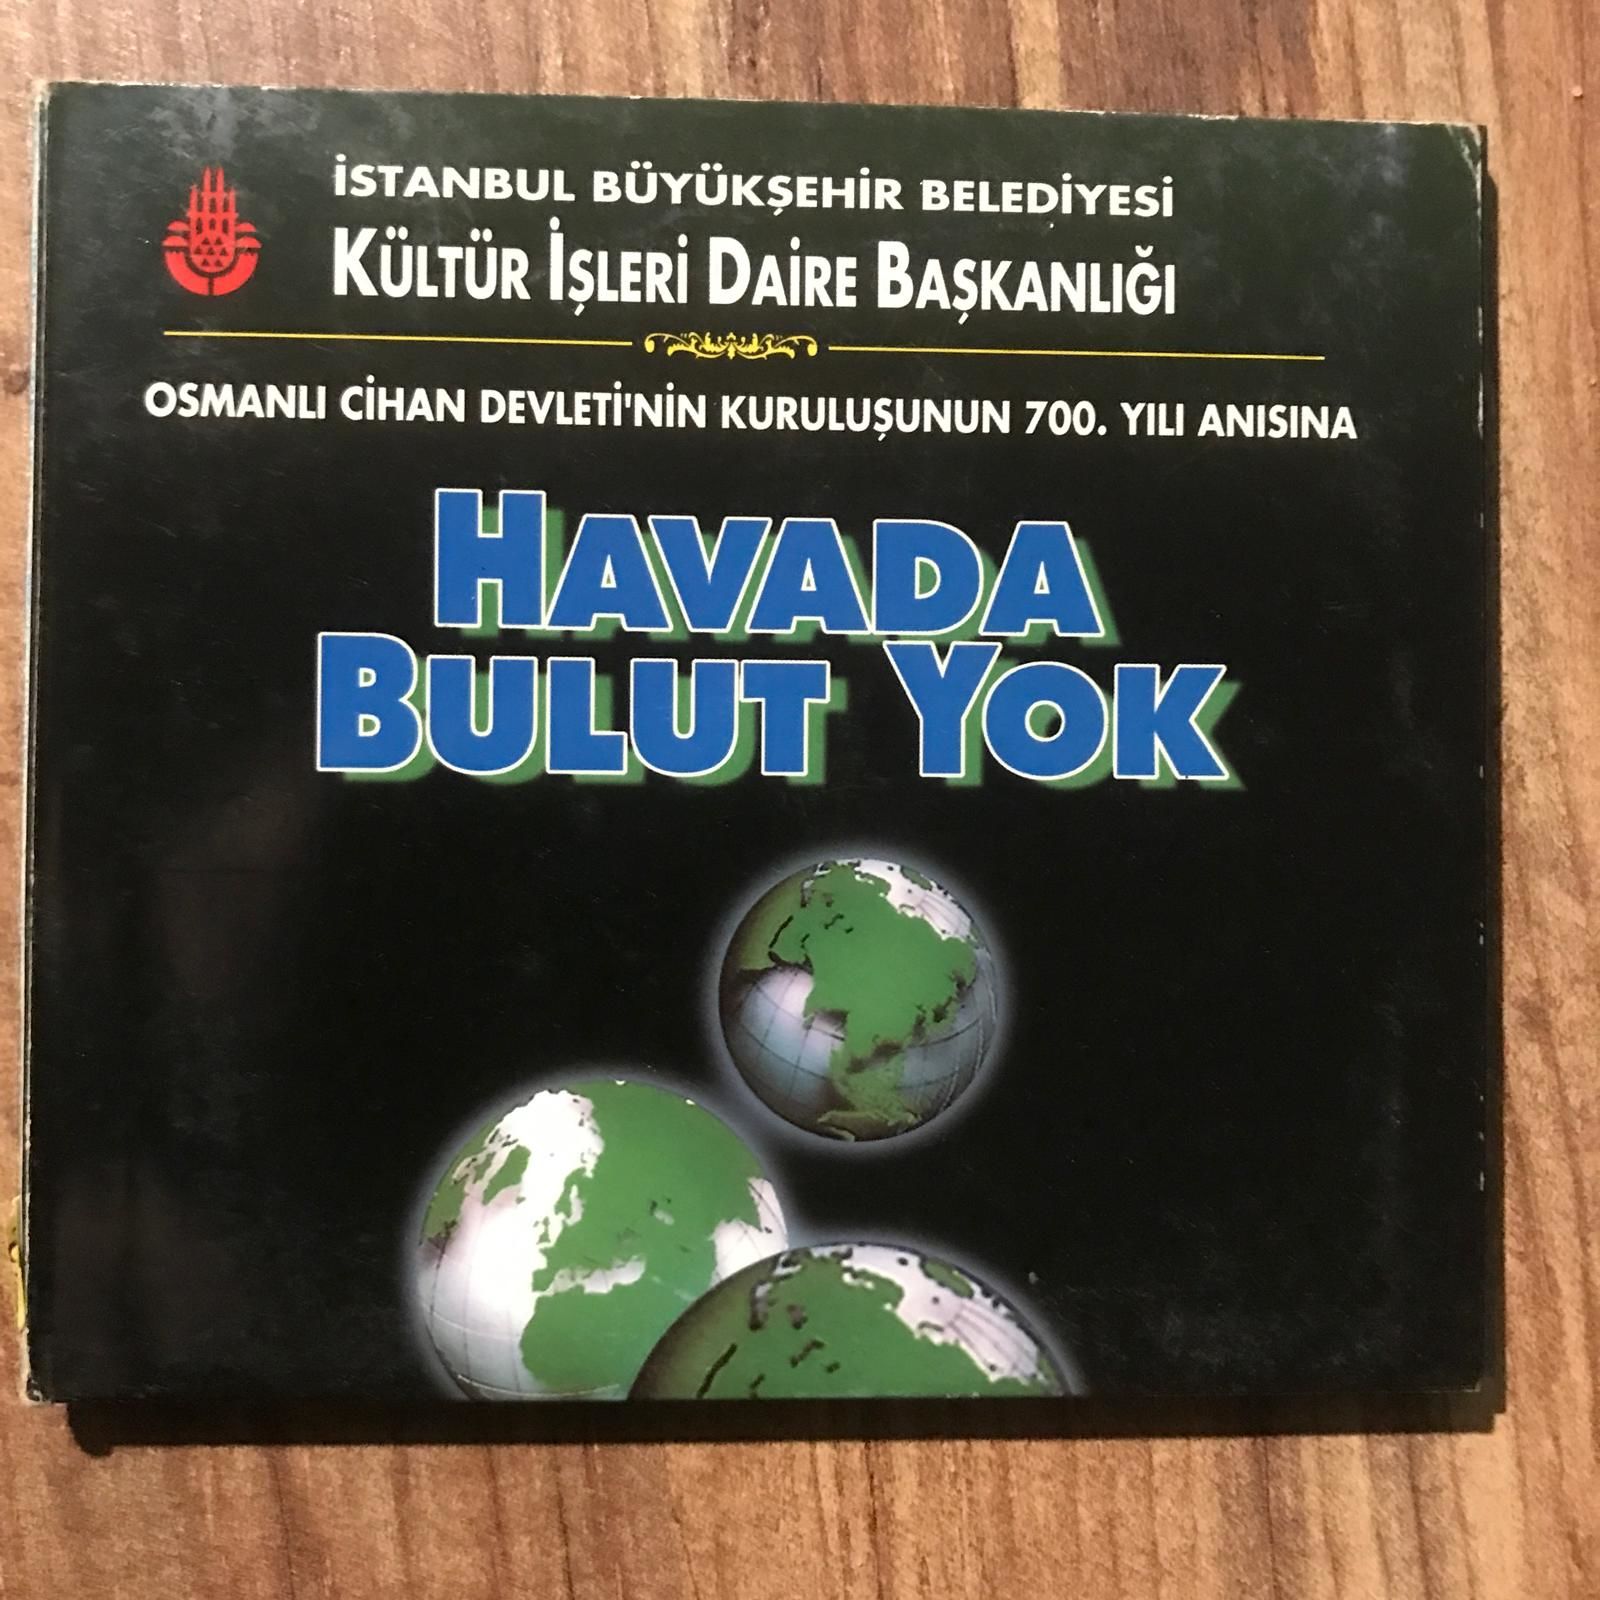 İSTANBUL BÜYÜKŞEHİR BELEDİYESİ
KÜLTÜR İŞLERİ DAİRE BAŞKANLIĞI
OSMANLI CİHAN DEVLETİ'NİN KURULUŞUNUN 700. YILI ANISINA
HAVADA
BULUT YOK